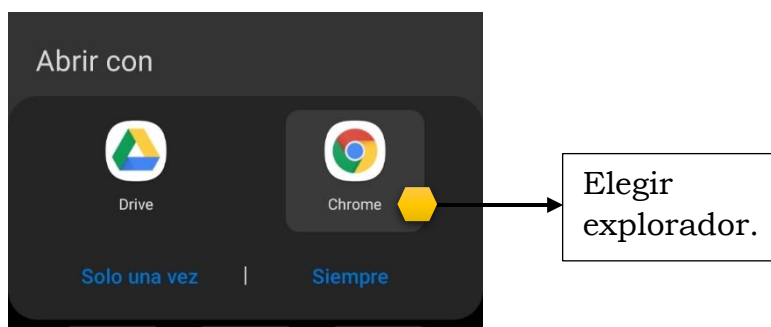 Abrir con
Drive
Chrome
Solo una vez | Siempre
Elegir
explorador.